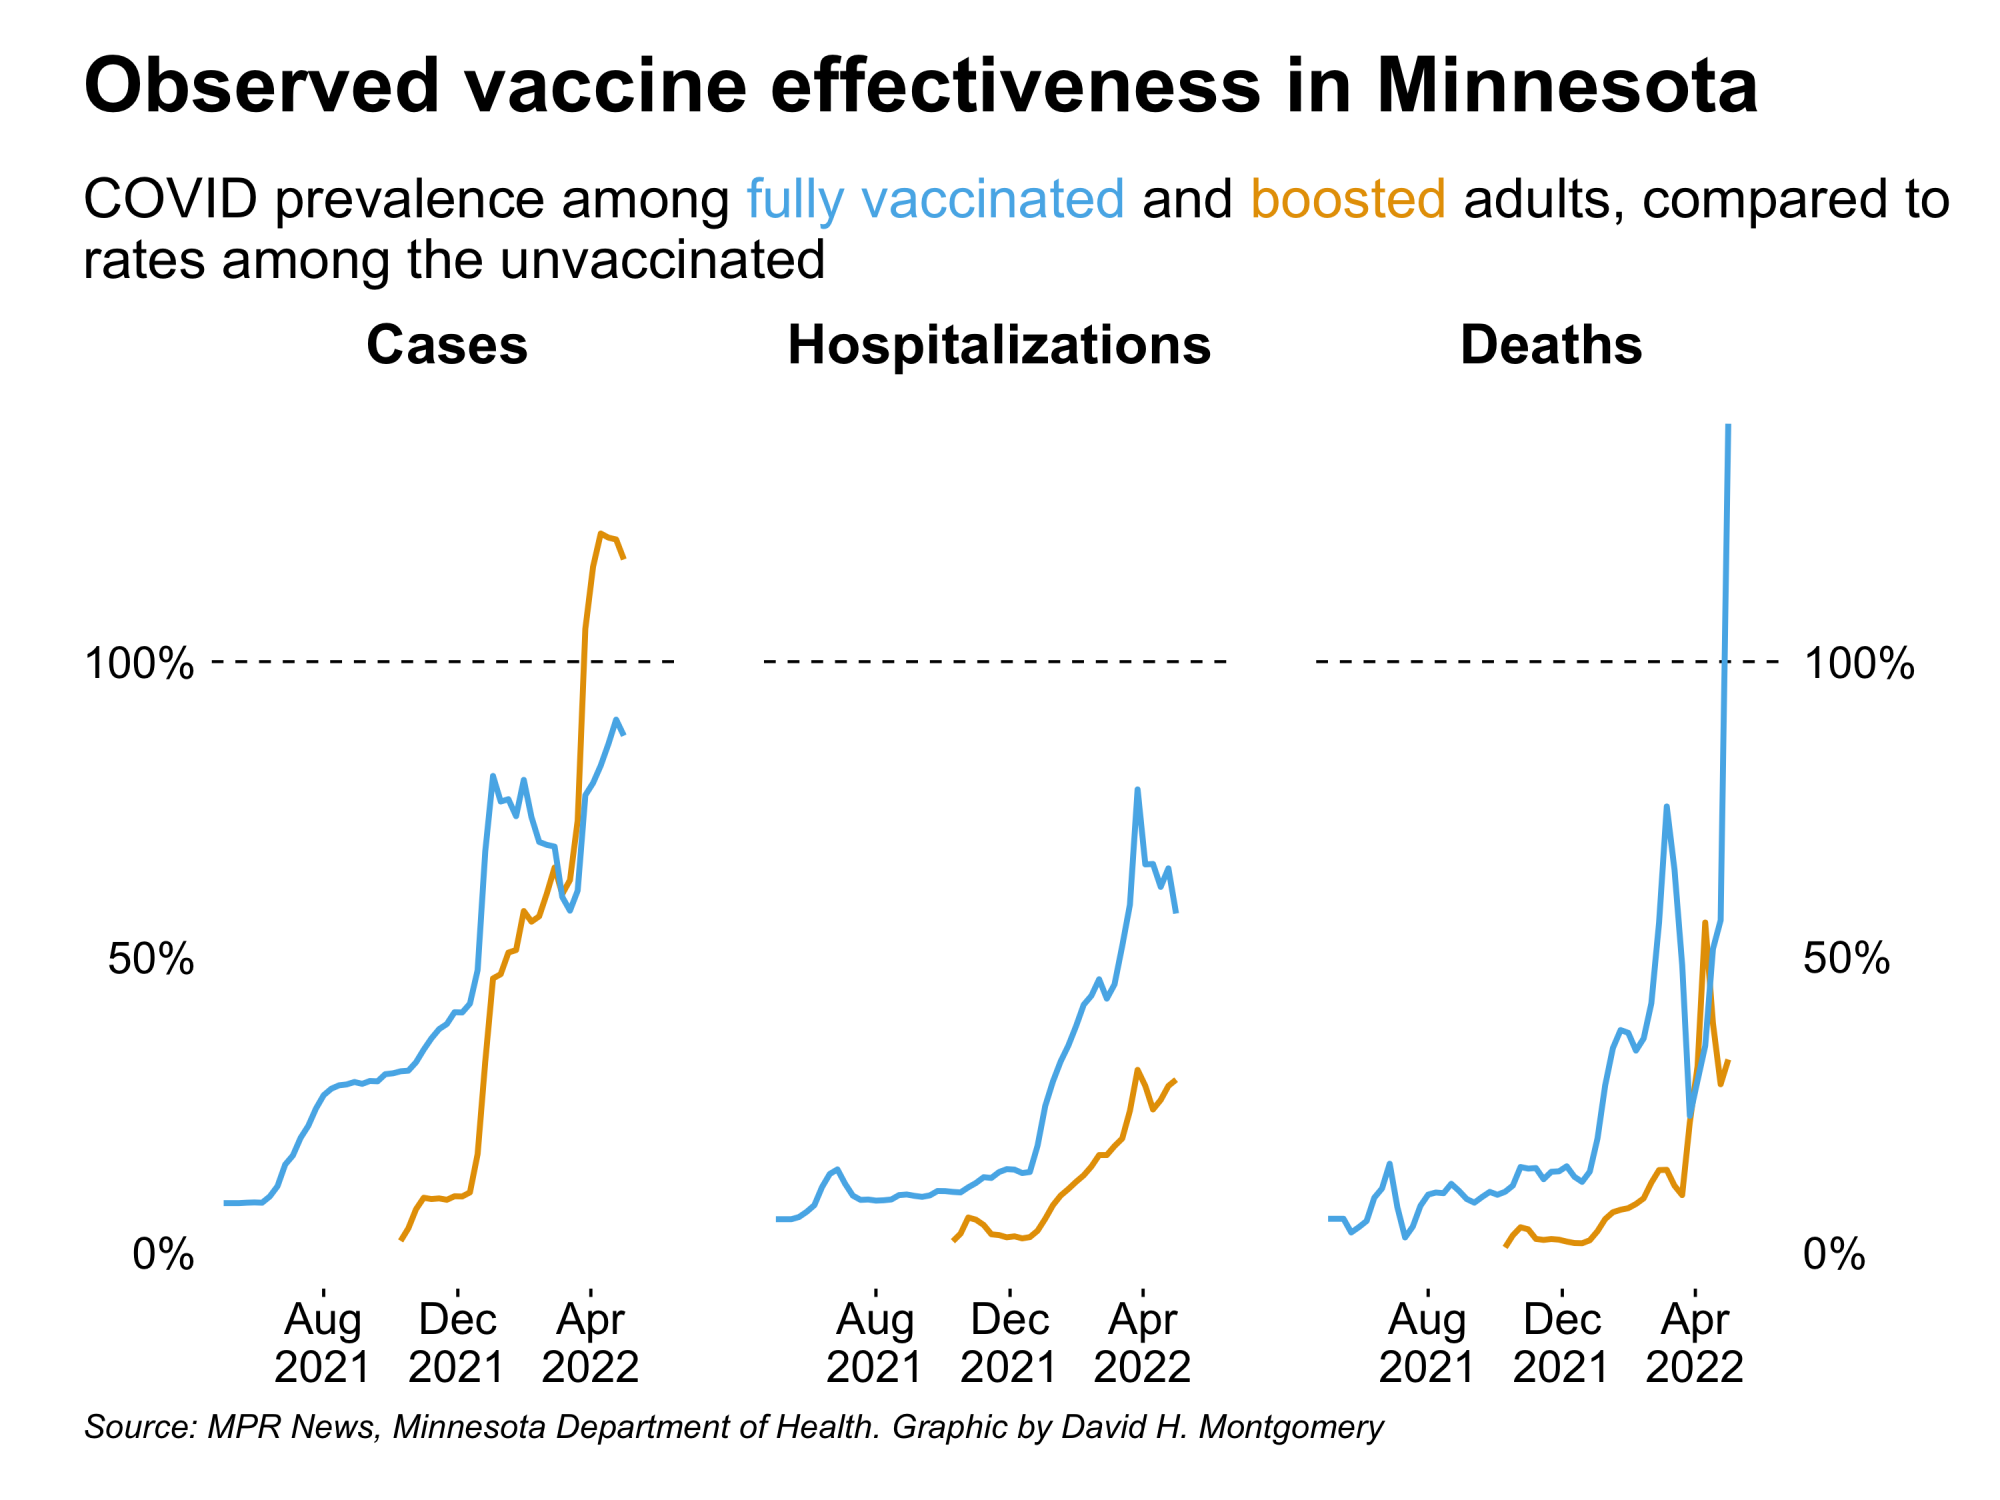 Observed vaccine effectiveness in Minnesota
COVID prevalence among fully vaccinated and boosted adults, compared to
rates among the unvaccinated
Cases
Hospitalizations
Deaths
100%
100%
50%
50%
0%
0%
Aug
2021
Dec
2021
Apr
2022
Aug
2021
Dec
2021
Apr
2022
Aug
2021
Dec
2021
Apr
2022
Source: MPR News, Minnesota Department of Health. Graphic by David H. Montgomery